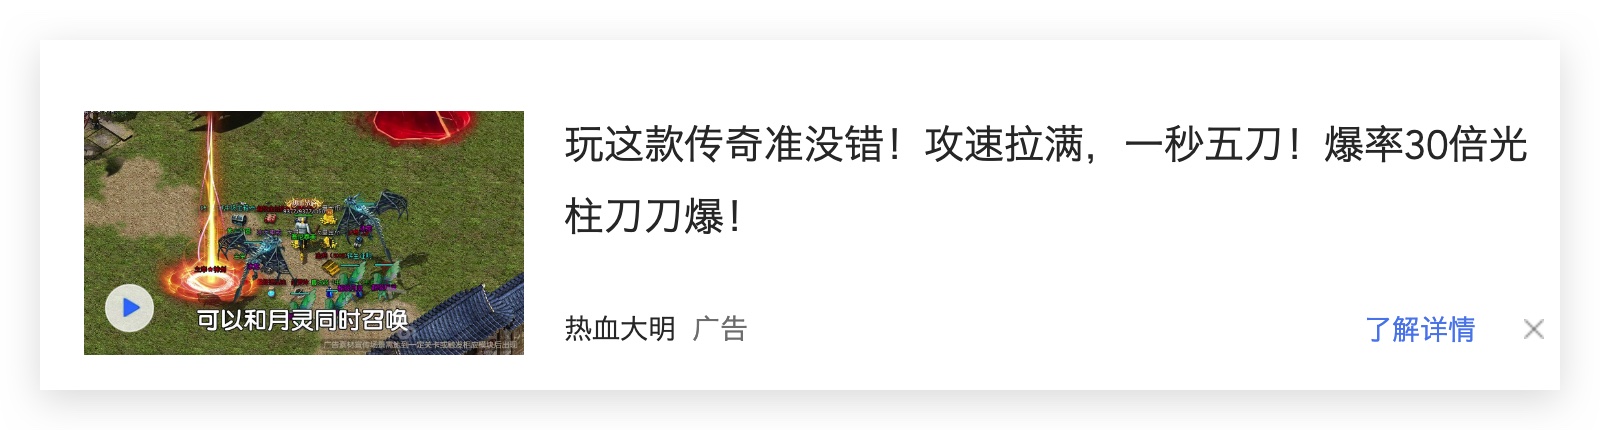 玩这款传奇准没错！攻速拉满，一秒五刀！爆率30倍光
柱刀刀爆！
可以和月灵同时召唤
热血大明 广告
了解详情